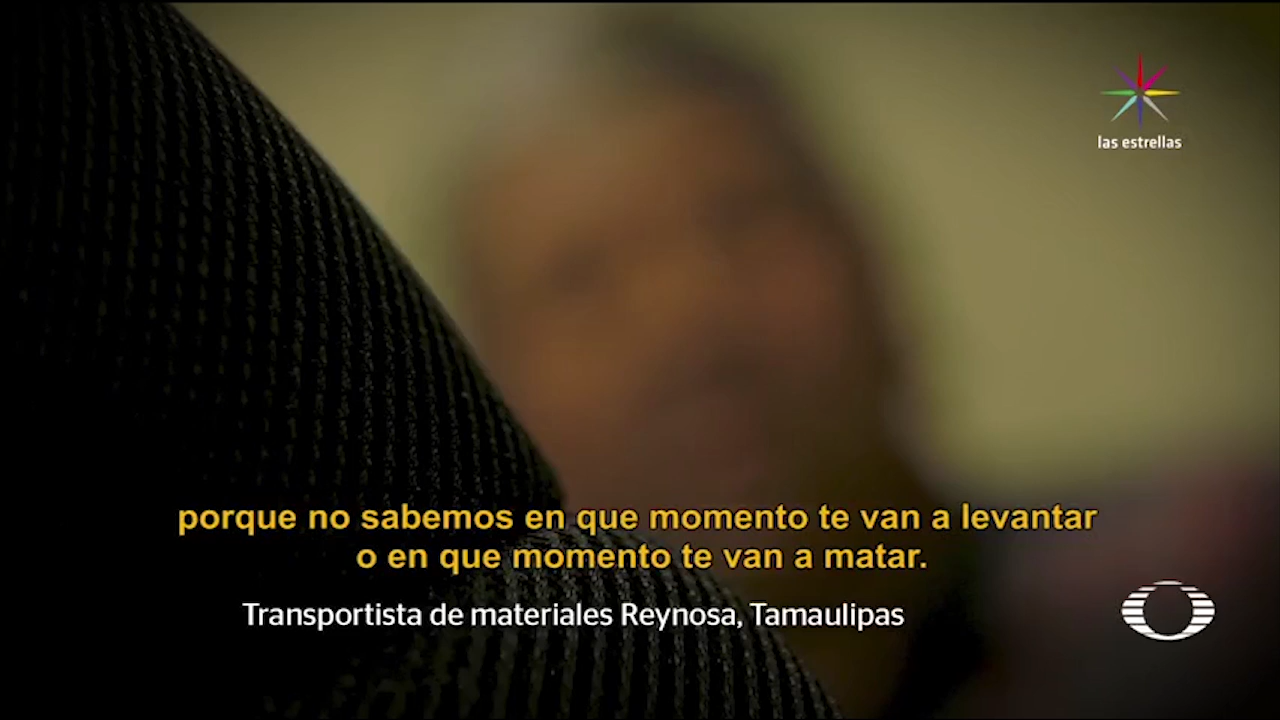 las estrellas
porque no sabemos en que momento te van a levantar
o en que momento te van a matar.
Transportista de materiales Reynosa, Tamaulipas